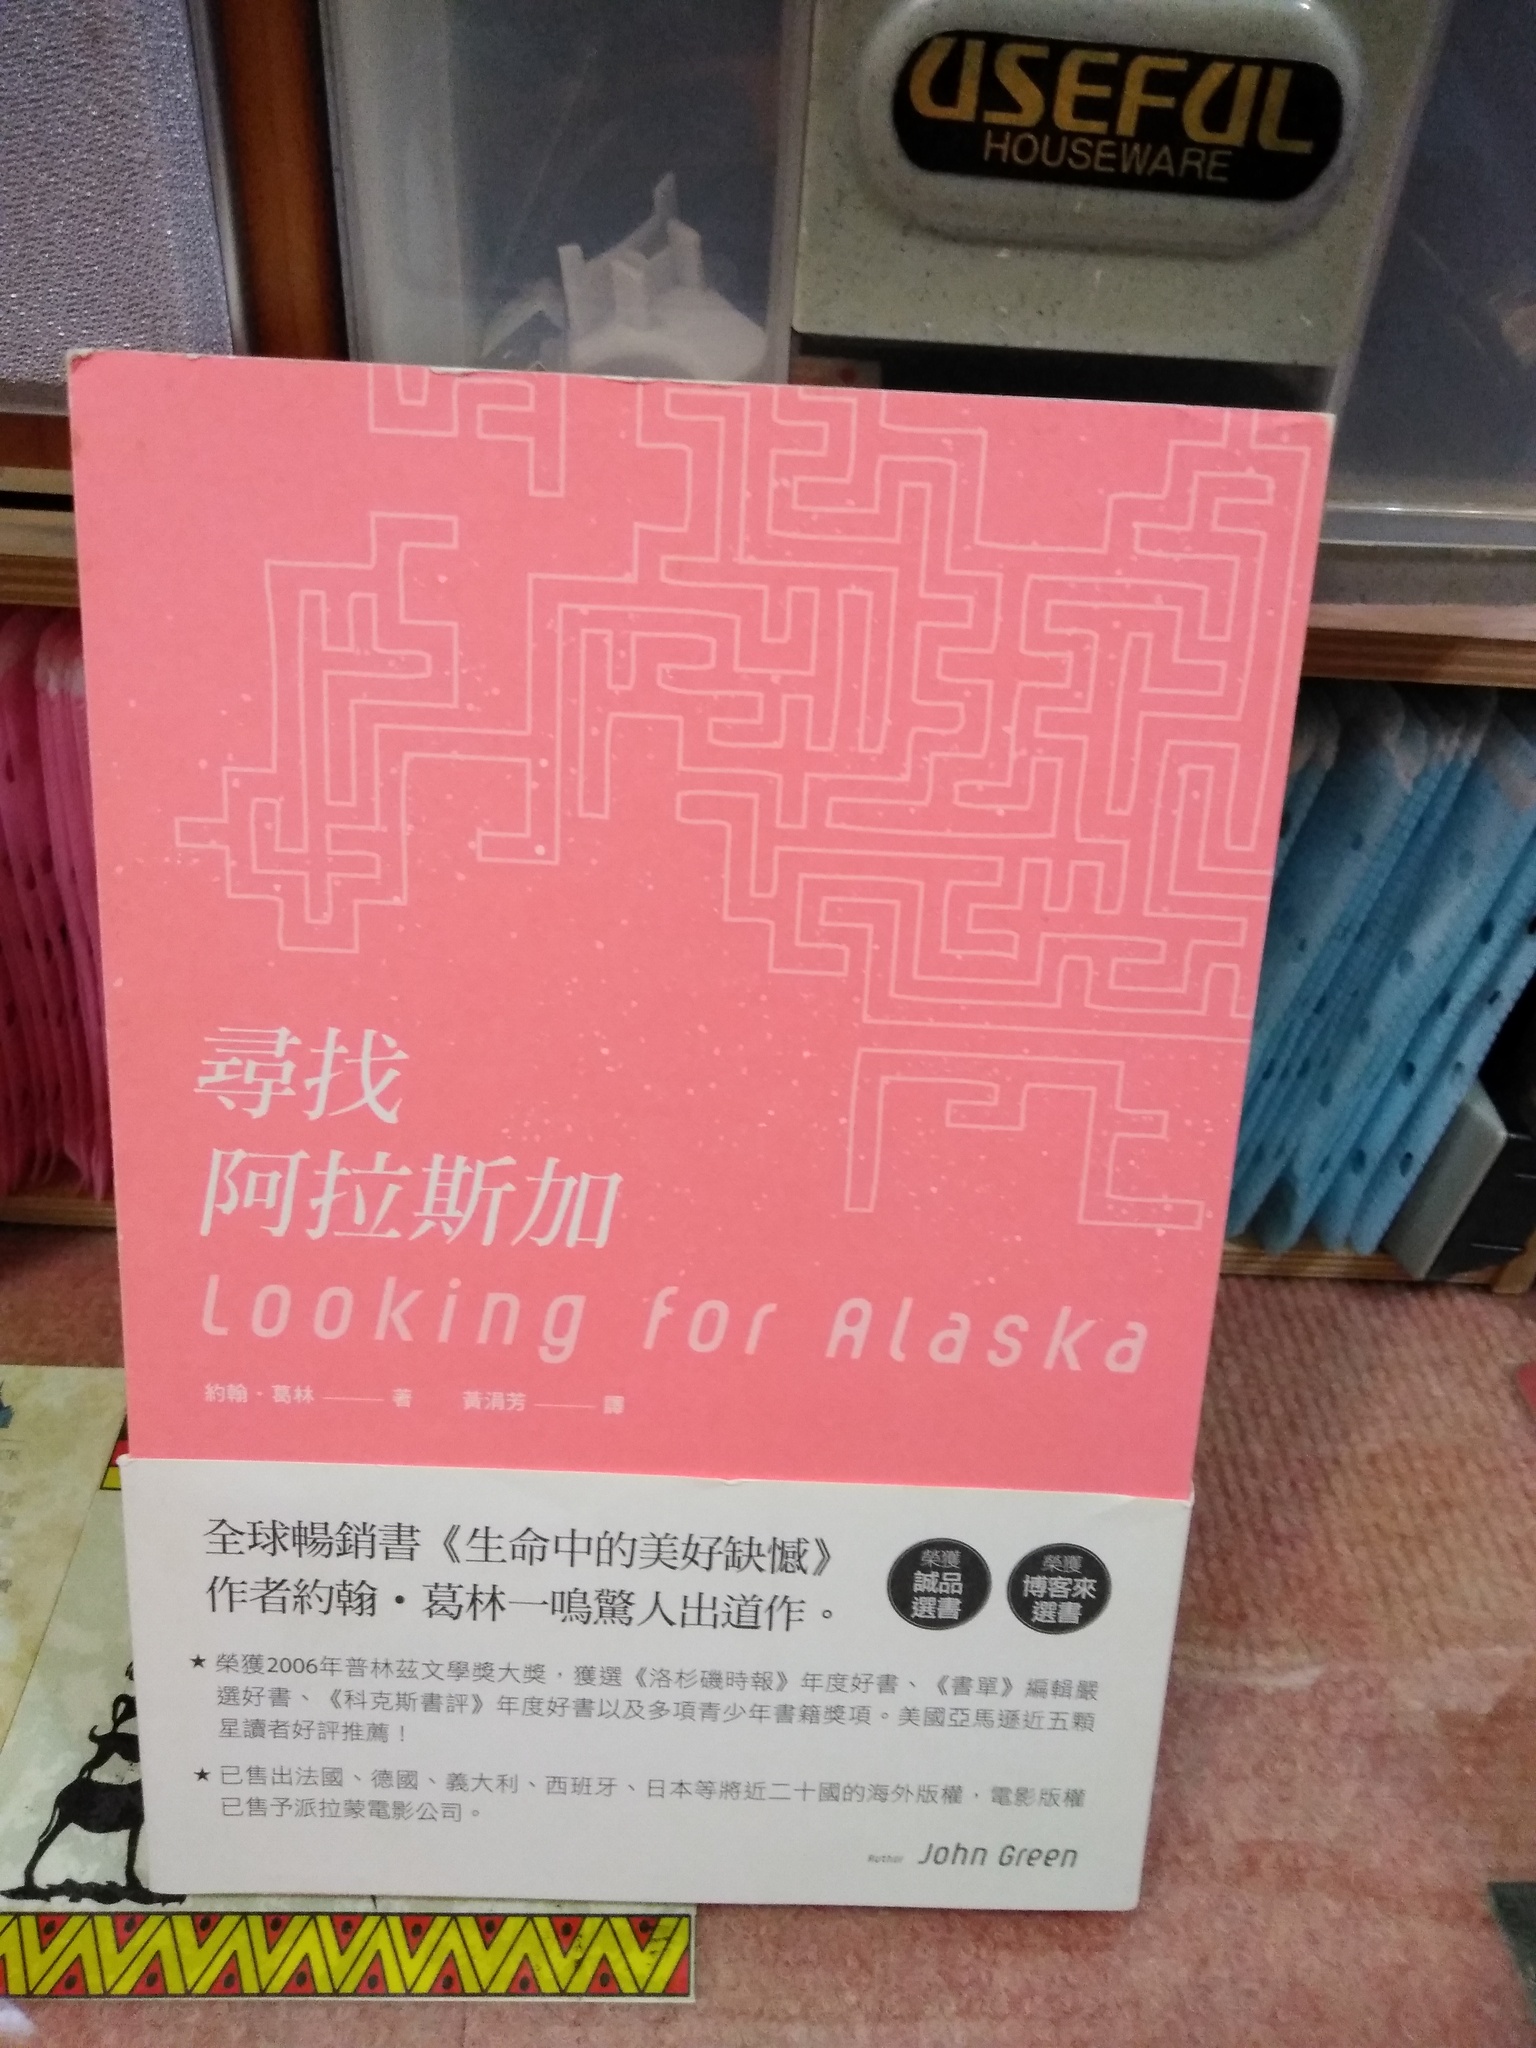 USEFUL
HOUSEWARE
尋找
阿拉斯加
Looking for Alaska
約翰・葛林——著 黃涓芳——譯
全球暢銷書《生命中的美好缺憾》
作者約翰・葛林一鳴驚人出道作。
榮獲
誠品
選書
榮獲
博客來
選書
★ 榮獲2006年普林茲文學獎大獎，獲選《洛杉磯時報》年度好書、《書單》編輯嚴
選好書、《科克斯書評》年度好書以及多項青少年書籍獎項。美國亞馬遜近五顆
星讀者好評推薦！
★ 已售出法國、德國、義大利、西班牙、日本等將近二十國的海外版權，電影版權
已售予派拉蒙電影公司。
Author John Green